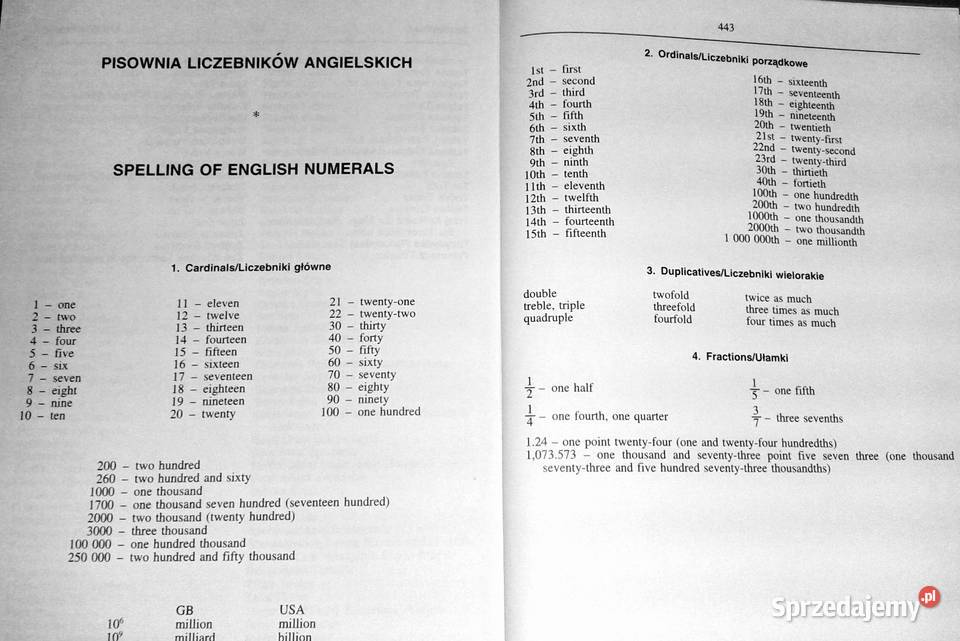 PISOWNIA LICZEBNIKÓW ANGIELSKICH
*
SPELLING OF ENGLISH NUMERALS
1. Cardinals/Liczebniki główne
1 – one
2 – two
3 – three
4 – four
5 – five
6 – six
7 – seven
8 – eight
9 – nine
10 – ten
11 – eleven
12 – twelve
13 – thirteen
14 – fourteen
15 – fifteen
16 – sixteen
17 – seventeen
18 – eighteen
19 – nineteen
20 – twenty
21 – twenty-one
22 – twenty-two
30 – thirty
40 – forty
50 – fifty
60 – sixty
70 – seventy
80 – eighty
90 – ninety
100 – one hundred
200 – two hundred
260 – two hundred and sixty
1000 – one thousand
1700 – one thousand seven hundred (seventeen hundred)
2000 – two thousand (twenty hundred)
3000 – three thousand
100 000 – one hundred thousand
250 000 – two hundred and fifty thousand
GB USA
10⁶ million million
10⁹ milliard billion
443
2. Ordinals/Liczebniki porządkowe
1st – first
2nd – second
3rd – third
4th – fourth
5th – fifth
6th – sixth
7th – seventh
8th – eighth
9th – ninth
10th – tenth
11th – eleventh
12th – twelfth
13th – thirteenth
14th – fourteenth
15th – fifteenth
16th – sixteenth
17th – seventeenth
18th – eighteenth
19th – nineteenth
20th – twentieth
21st – twenty-first
22nd – twenty-second
23rd – twenty-third
30th – thirtieth
40th – fortieth
100th – one hundredth
200th – two hundredth
1000th – one thousandth
2000th – two thousandth
1 000 000th – one millionth
3. Duplicatives/Liczebniki wielorakie
double twofold twice as much
treble, triple threefold three times as much
quadruple fourfold four times as much
4. Fractions/Ułamki
1/2 – one half 1/5 – one fifth
1/4 – one fourth, one quarter 3/7 – three sevenths
1.24 – one point twenty-four (one and twenty-four hundredths)
1,073.573 – one thousand and seventy-three point five seven three (one thousand
seventy-three and five hundred seventy-three thousandths)
Sprzedajemy.pl